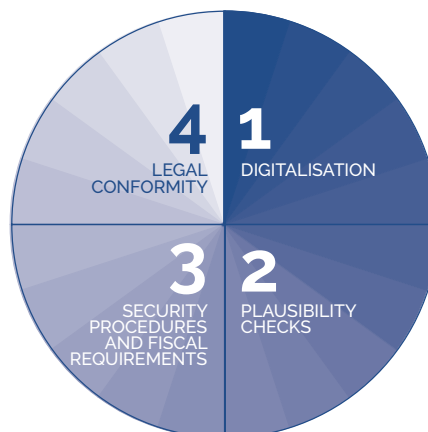 1
DIGITALISATION
2
PLAUSIBILITY
CHECKS
3
SECURITY
PROCEDURES
AND FISCAL
REQUIREMENTS
4
LEGAL
CONFORMITY